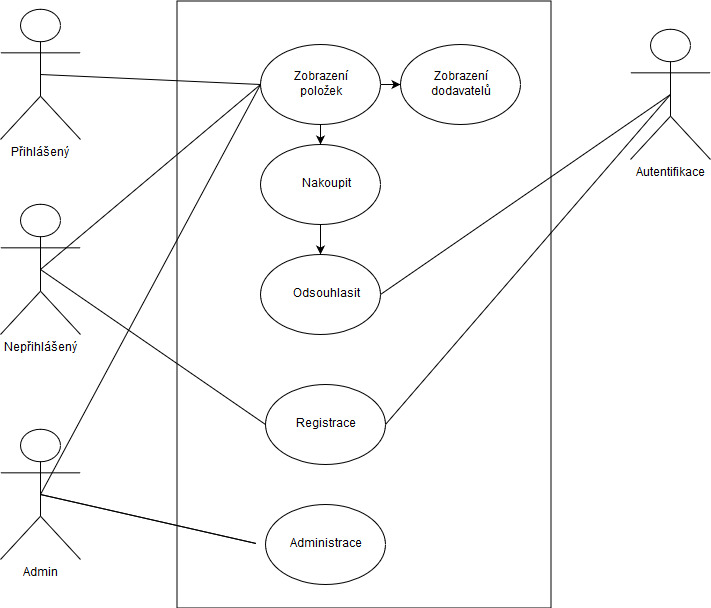 Zobrazení
položek
Zobrazení
dodavatelů
Přihlášený
Autentifikace
Nakoupit
Odsouhlasit
Nepřihlášený
Registrace
Administrace
Admin